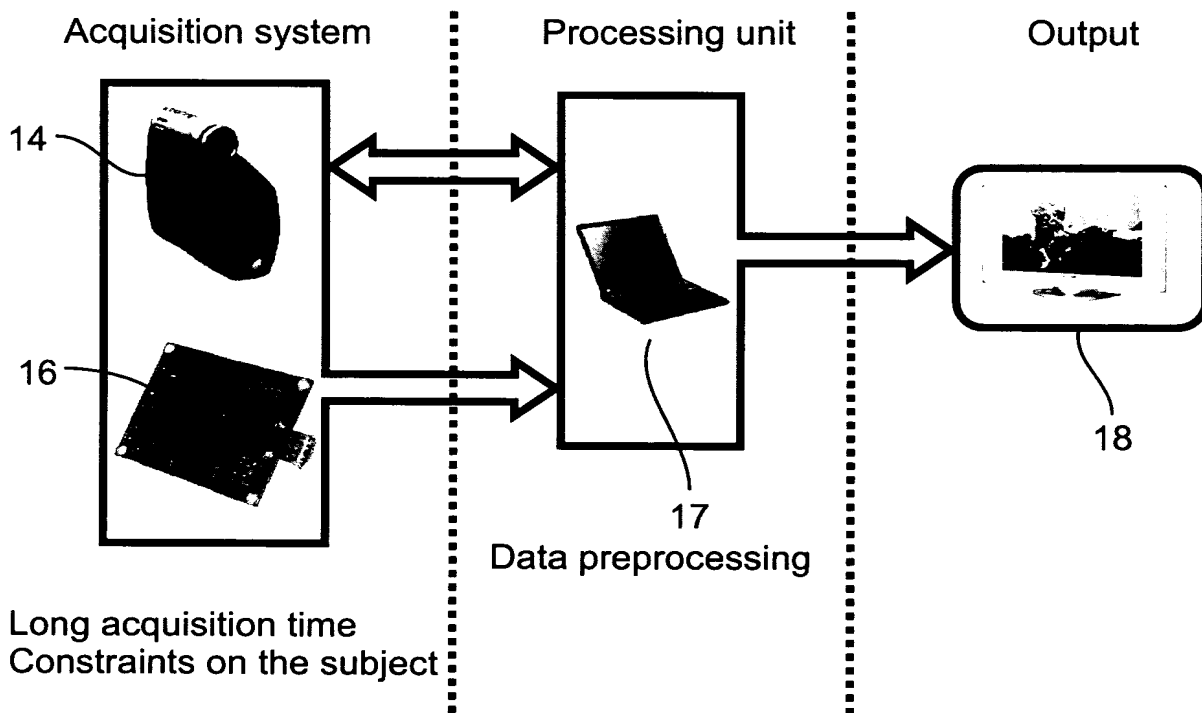 Acquisition system
Processing unit
Output
14
16
17
18
Data preprocessing
Long acquisition time
Constraints on the subject